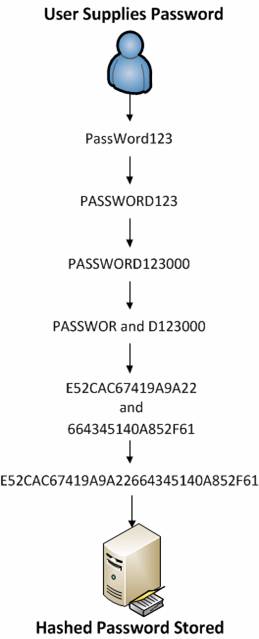 User Supplies Password
PassWord123
PASSWORD123
PASSWORD123000
PASSWOR and D123000
E52CAC67419A9A22
and
664345140A852F61
E52CAC67419A9A22664345140A852F61
Hashed Password Stored